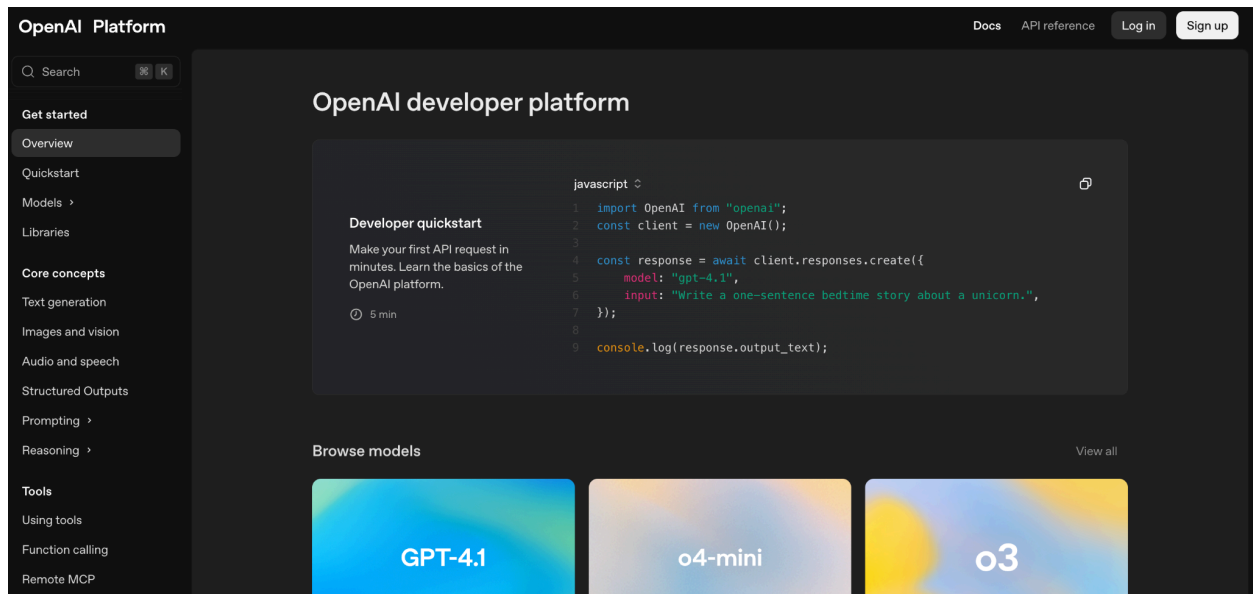 OpenAI Platform
Docs API reference Log in Sign up
Search ⌘ K
Get started
Overview
Quickstart
Models
Libraries
Core concepts
Text generation
Images and vision
Audio and speech
Structured Outputs
Prompting
Reasoning
Tools
Using tools
Function calling
Remote MCP
OpenAI developer platform
Developer quickstart
Make your first API request in
minutes. Learn the basics of the
OpenAI platform.
5 min
javascript
1 import OpenAI from "openai";
2 const client = new OpenAI();
3
4 const response = await client.responses.create({
5     model: "gpt-4.1",
6     input: "Write a one-sentence bedtime story about a unicorn.",
7 });
8
9 console.log(response.output_text);
Browse models View all
GPT-4.1
o4-mini
o3